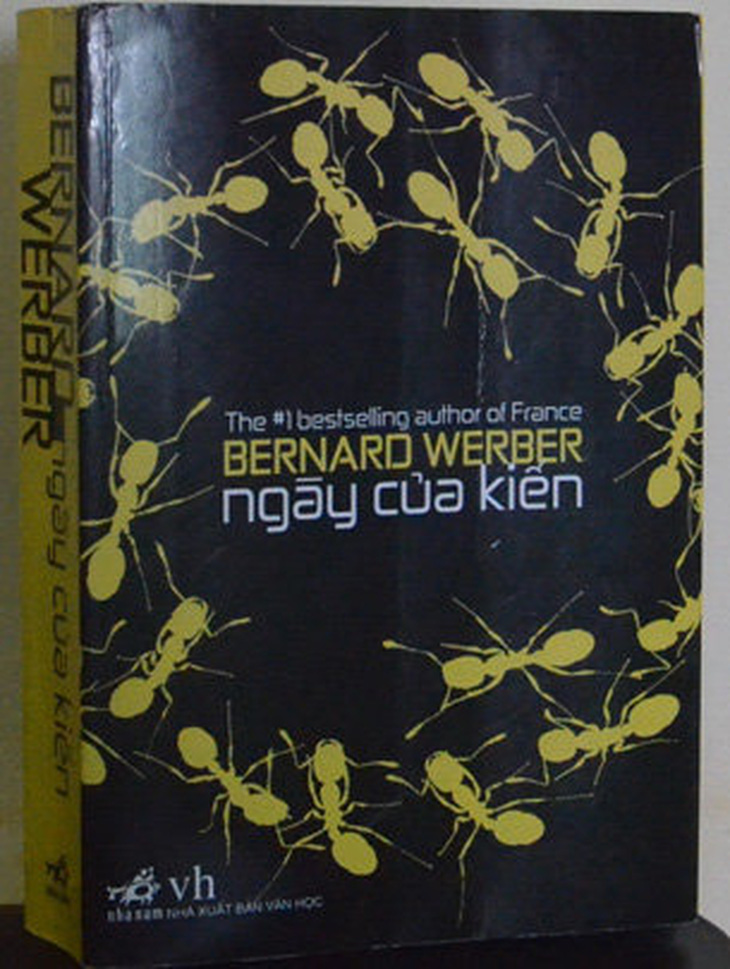 The #1 bestselling author of France
BERNARD WERBER
ngày của kiến
BERNARD
WERBER
ngày của kiến
vh
nhã nam NHÀ XUẤT BẢN VĂN HỌC